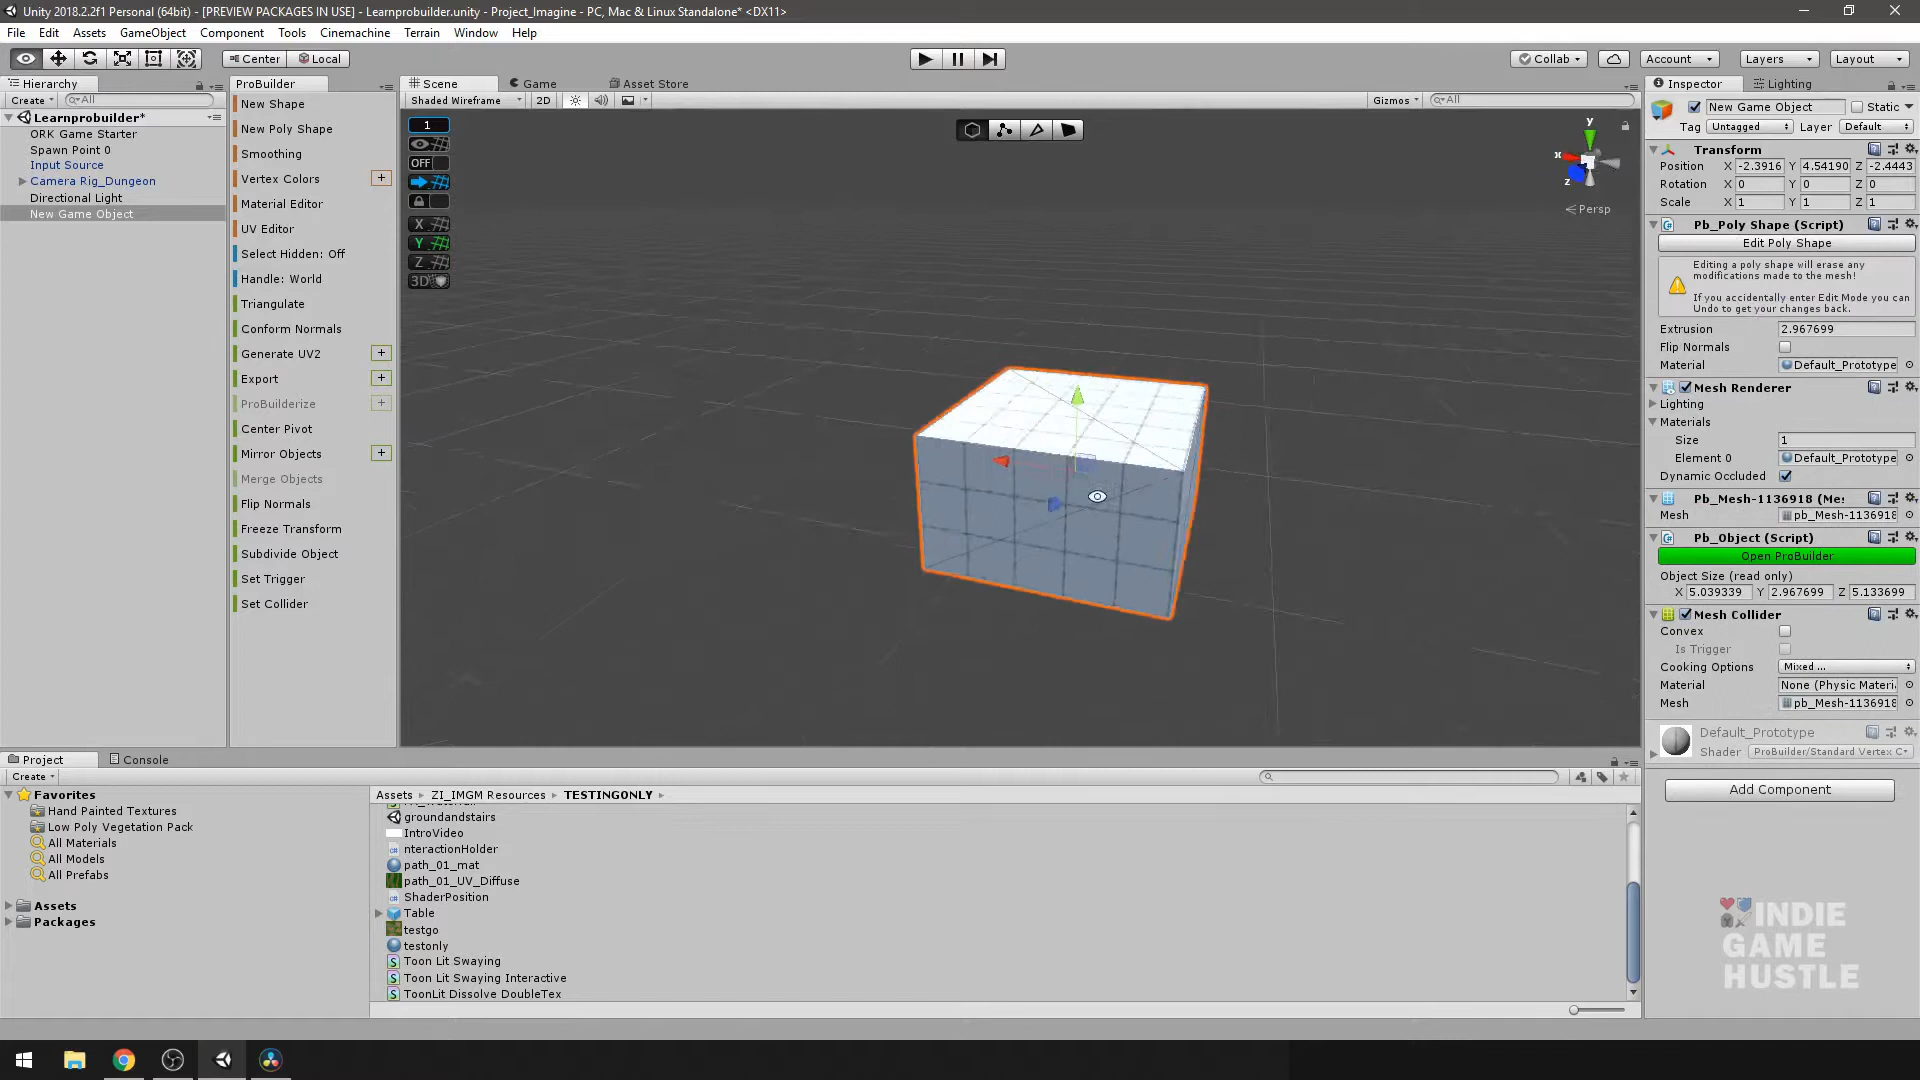 Unity 2018.2.2f1 Personal (64bit) - [PREVIEW PACKAGES IN USE] - Learnprobuilder.unity - Project_Imagine - PC, Mac & Linux Standalone* <DX11>
File Edit Assets GameObject Component Tools Cinemachine Terrain Window Help
Center Local Collab Account Layers Layout
Hierarchy
Create All
Learnprobuilder*
ORK Game Starter
Spawn Point 0
Input Source
Camera Rig_Dungeon
Directional Light
New Game Object
ProBuilder
New Shape
New Poly Shape
Smoothing
Vertex Colors +
Material Editor
UV Editor
Select Hidden: Off
Handle: World
Triangulate
Conform Normals
Generate UV2 +
Export +
ProBuilderize +
Center Pivot
Mirror Objects +
Merge Objects
Flip Normals
Freeze Transform
Subdivide Object
Set Trigger
Set Collider
Scene Game Asset Store
Shaded Wireframe 2D Gizmos All
1
OFF
X
Y
Z
3D
y
x
z
Persp
Inspector Lighting
New Game Object Static
Tag Untagged Layer Default
Transform
Position X -2.3916 Y 4.54190 Z -2.4443
Rotation X 0 Y 0 Z 0
Scale X 1 Y 1 Z 1
Pb_Poly Shape (Script)
Edit Poly Shape
Editing a poly shape will erase any
modifications made to the mesh!
If you accidentally enter Edit Mode you can
Undo to get your changes back.
Extrusion 2.967699
Flip Normals
Material Default_Prototype
Mesh Renderer
Lighting
Materials
Size 1
Element 0 Default_Prototype
Dynamic Occluded
Pb_Mesh-1136918 (Mes
Mesh pb_Mesh-1136918
Pb_Object (Script)
Open ProBuilder
Object Size (read only)
X 5.039339 Y 2.967699 Z 5.133699
Mesh Collider
Convex
Is Trigger
Cooking Options Mixed ...
Material None (Physic Materi
Mesh pb_Mesh-1136918
Default_Prototype
Shader ProBuilder/Standard Vertex C
Add Component
Project Console
Create
Favorites
Hand Painted Textures
Low Poly Vegetation Pack
All Materials
All Models
All Prefabs
Assets
Packages
Assets ZI_IMGM Resources TESTINGONLY
groundandstairs
IntroVideo
nteractionHolder
path_01_mat
path_01_UV_Diffuse
ShaderPosition
Table
testgo
testonly
Toon Lit Swaying
Toon Lit Swaying Interactive
ToonLit Dissolve DoubleTex
INDIE
GAME
HUSTLE